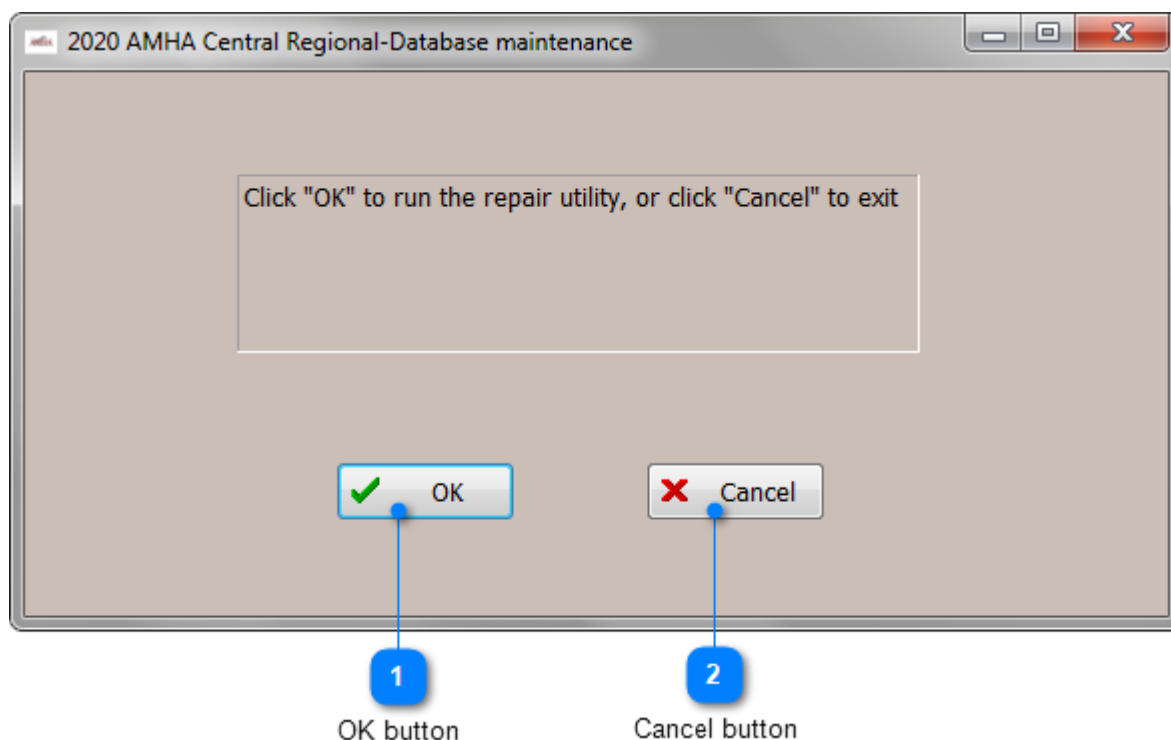 2020 AMHA Central Regional-Database maintenance
Click "OK" to run the repair utility, or click "Cancel" to exit
OK
Cancel
1
2
OK button
Cancel button